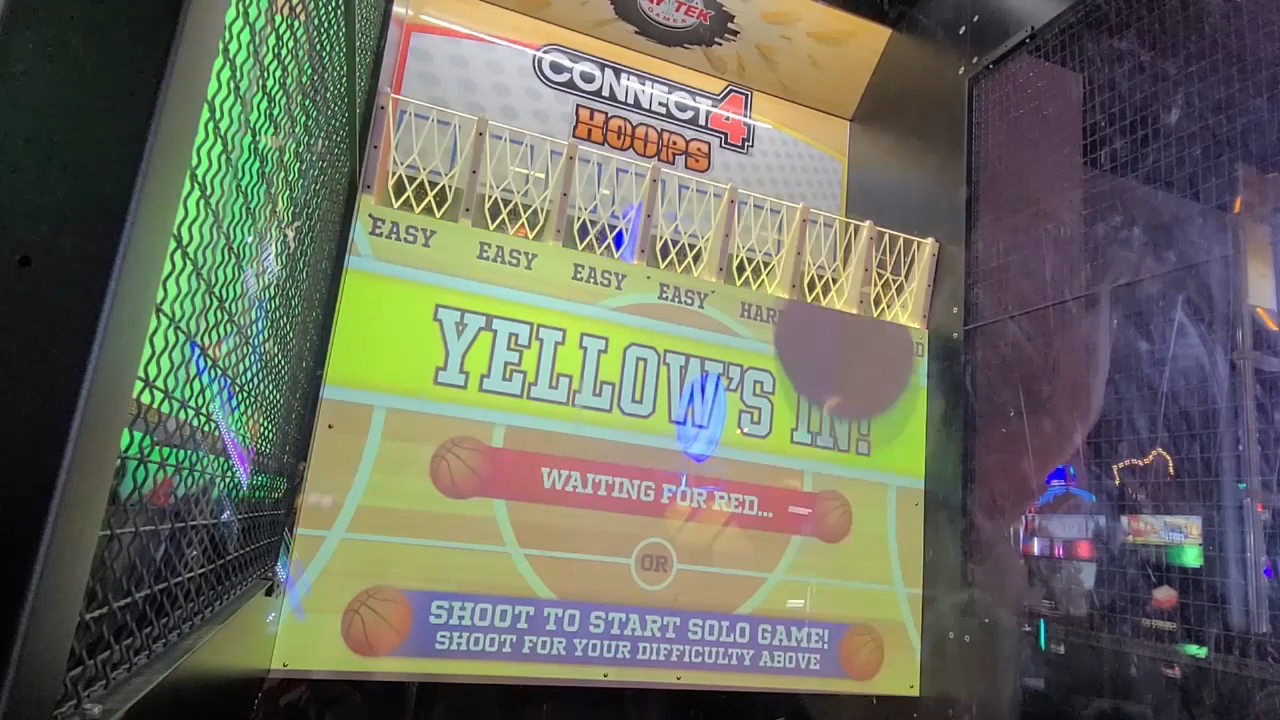 GAMES
CONNECT 4
HOOPS
EASY EASY EASY EASY
YELLOW'S IN!
WAITING FOR RED...
OR
SHOOT TO START SOLO GAME!
SHOOT FOR YOUR DIFFICULTY ABOVE